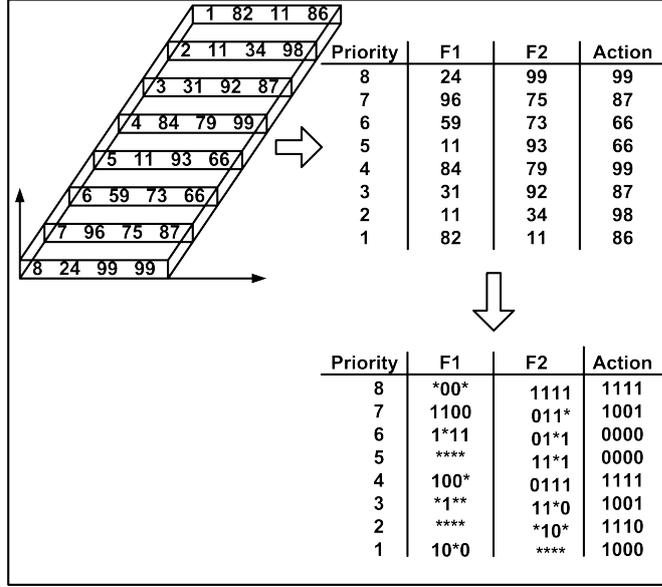 1 82 11 86
2 11 34 98
3 31 92 87
4 84 79 99
5 11 93 66
6 59 73 66
7 96 75 87
8 24 99 99
Priority F1 F2 Action
8 24 99 99
7 96 75 87
6 59 73 66
5 11 93 66
4 84 79 99
3 31 92 87
2 11 34 98
1 82 11 86
Priority F1 F2 Action
8 *00* 1111 1111
7 1100 011* 1001
6 1*11 01*1 0000
5 **** 11*1 0000
4 100* 0111 1111
3 *1** 11*0 1001
2 **** *10* 1110
1 10*0 **** 1000